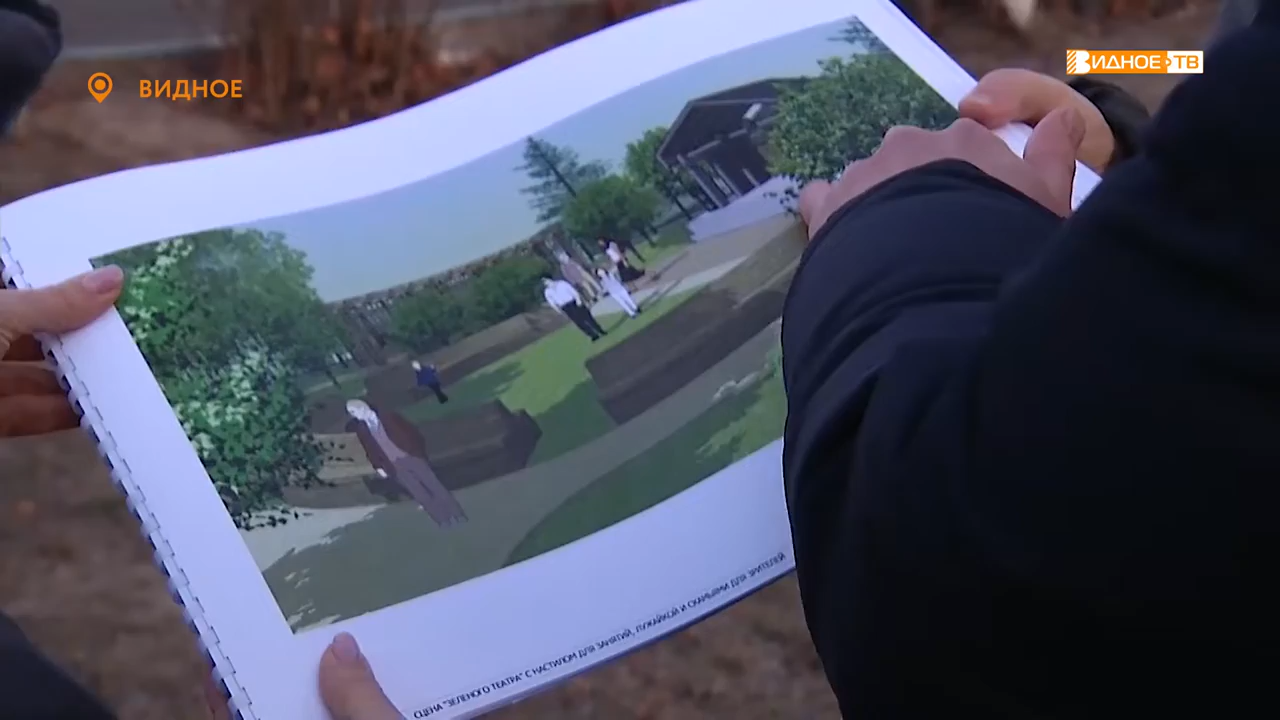 ВИДНОЕ
ВИДНОЕ ТВ
СЦЕНА "ЗЕЛЕНОГО ТЕАТРА" С НАСТИЛОМ ДЛЯ ЗАНЯТИЙ, ЛУЖАЙКОЙ И СКАМЬЯМИ ДЛЯ ЗРИТЕЛЕЙ